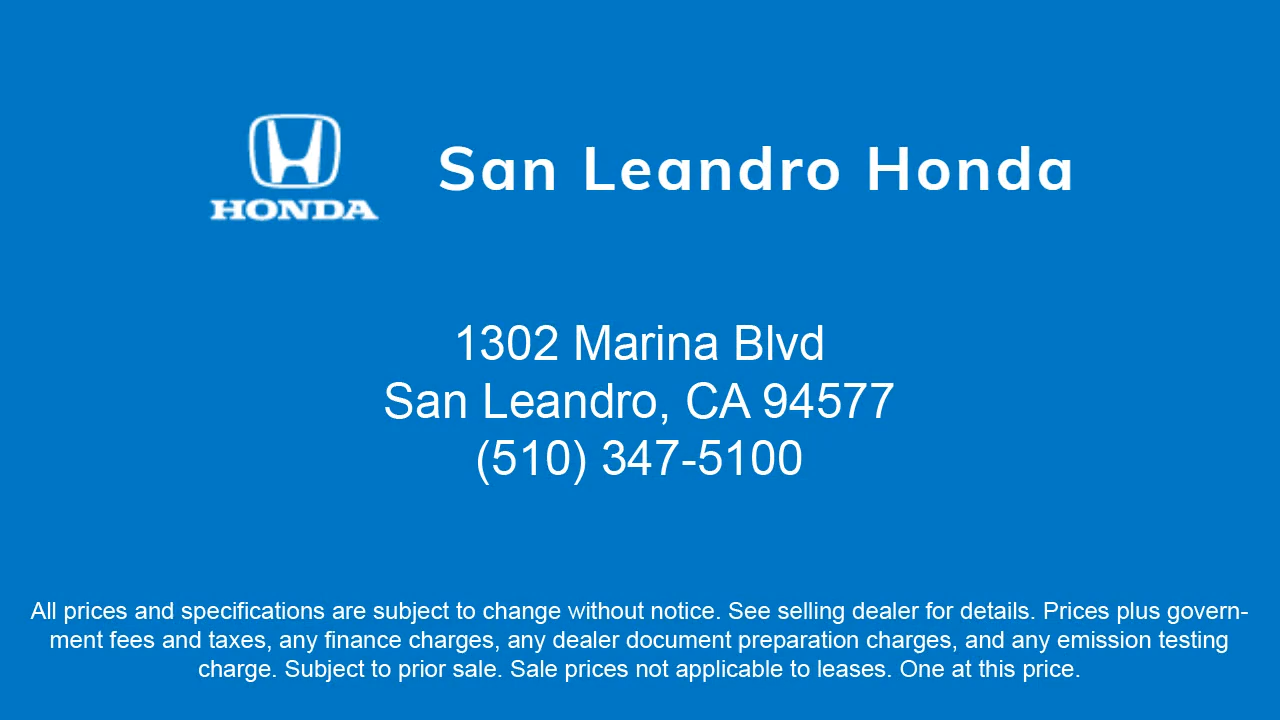 HONDA
San Leandro Honda
1302 Marina Blvd
San Leandro, CA 94577
(510) 347-5100
All prices and specifications are subject to change without notice. See selling dealer for details. Prices plus govern-
ment fees and taxes, any finance charges, any dealer document preparation charges, and any emission testing
charge. Subject to prior sale. Sale prices not applicable to leases. One at this price.